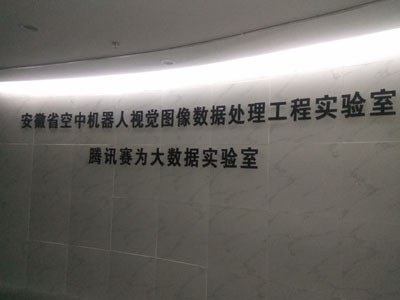 安徽省空中机器人视觉图像数据处理工程实验室
腾讯赛为大数据实验室